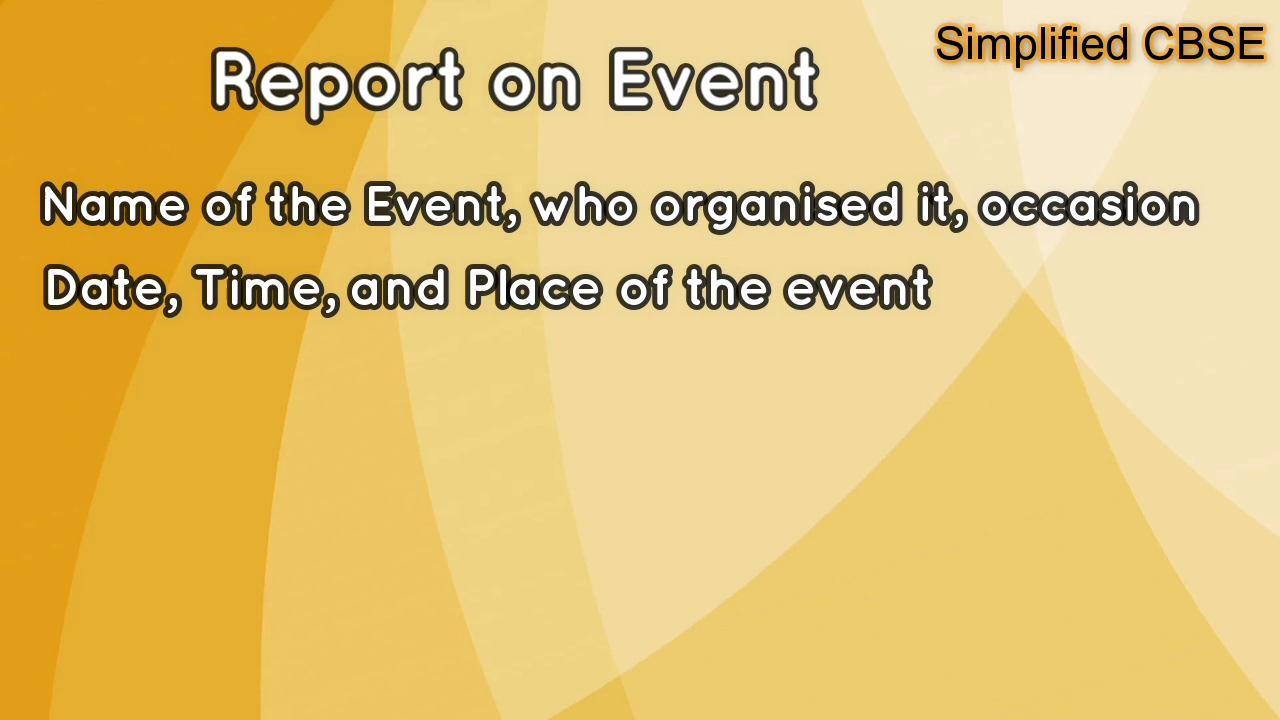 Simplified CBSE
Report on Event
Name of the Event, who organised it, occasion
Date, Time, and Place of the event